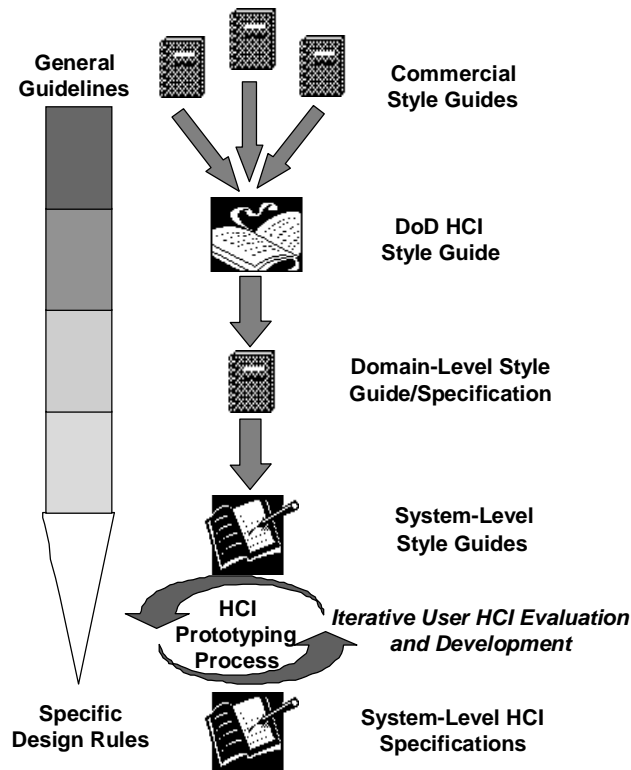 General
Guidelines
Commercial
Style Guides
DoD HCI
Style Guide
Domain-Level Style
Guide/Specification
System-Level
Style Guides
HCI
Prototyping
Process
Iterative User HCI Evaluation
and Development
Specific
Design Rules
System-Level HCI
Specifications